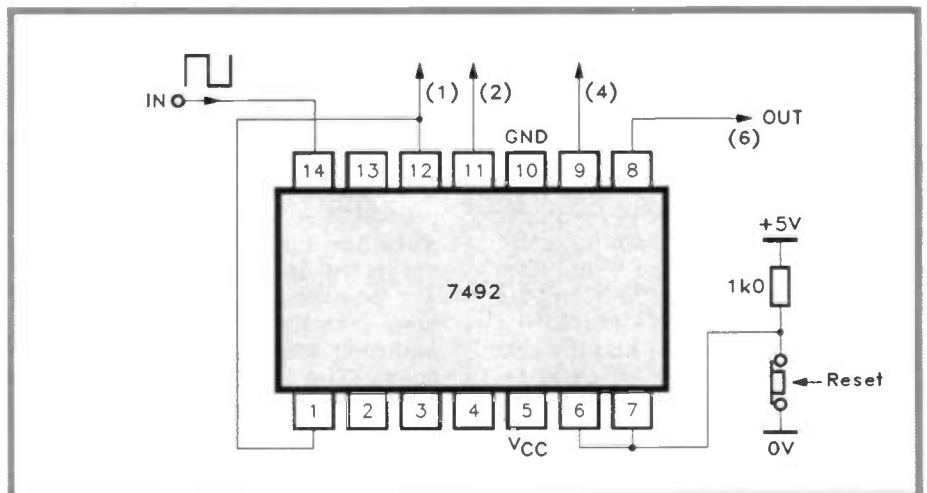 IN
(1) (2) (4)
OUT
(6)
GND
14 13 12 11 10 9 8
+5V
7492
1k0
Reset
1 2 3 4 5 6 7
VCC
0V